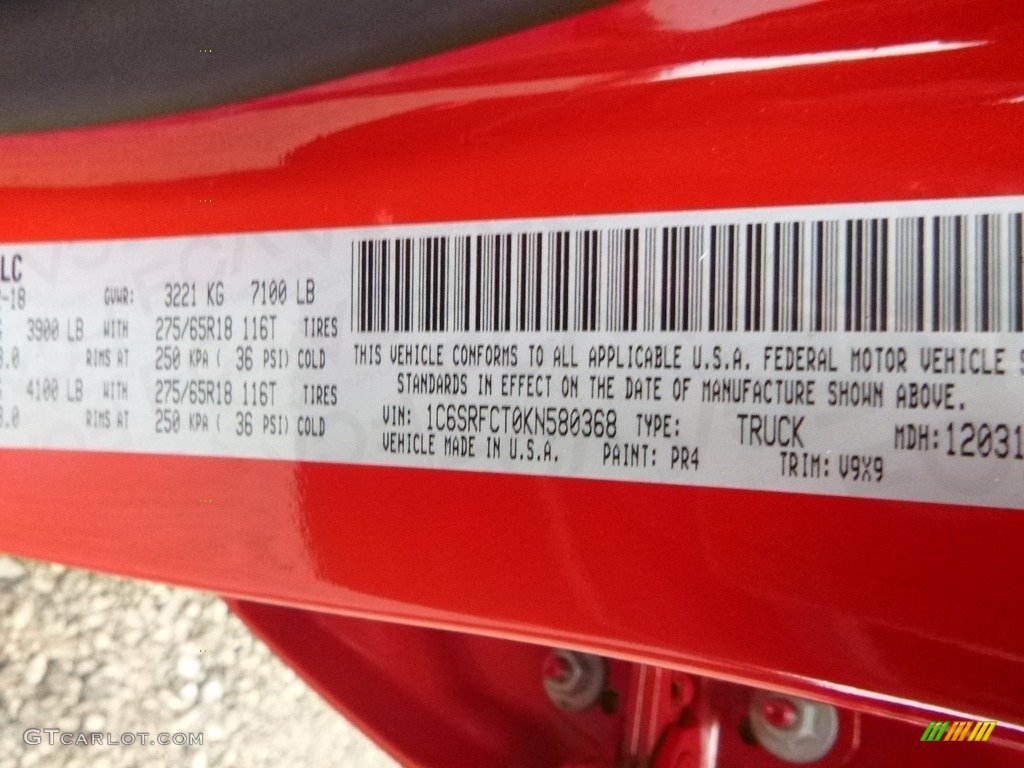 LC
-18 GVWR: 3221 KG 7100 LB
3900 LB WITH 275/65R18 116T TIRES
.0 RIMS AT 250 KPA ( 36 PSI) COLD
4100 LB WITH 275/65R18 116T TIRES
.0 RIMS AT 250 KPA ( 36 PSI) COLD
THIS VEHICLE CONFORMS TO ALL APPLICABLE U.S.A. FEDERAL MOTOR VEHICLE S
STANDARDS IN EFFECT ON THE DATE OF MANUFACTURE SHOWN ABOVE.
VIN: 1C6SRFCT0KN580368 TYPE: TRUCK MDH: 12031
VEHICLE MADE IN U.S.A. PAINT: PR4 TRIM: V9X9
GTCARLOT.COM